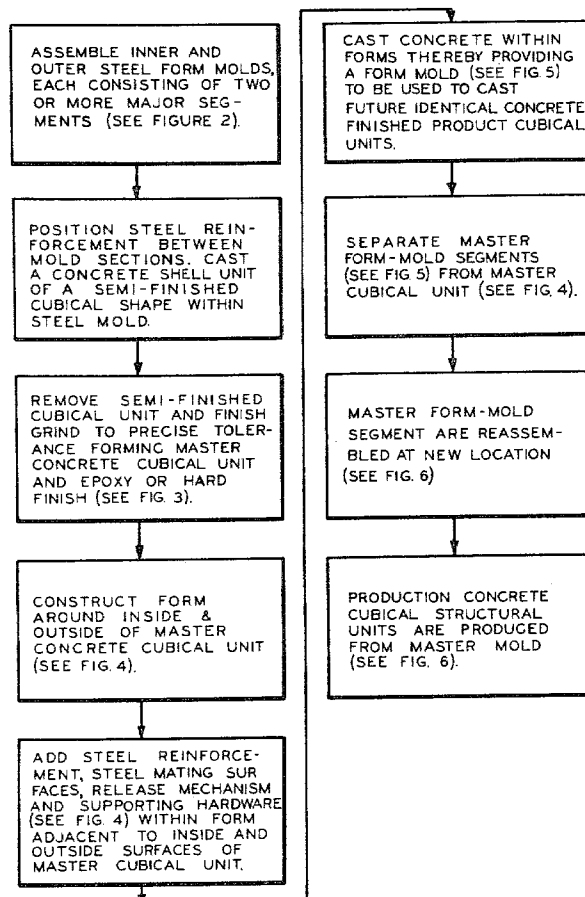 ASSEMBLE INNER AND
OUTER STEEL FORM MOLDS,
EACH CONSISTING OF TWO
OR MORE MAJOR SEG-
MENTS (SEE FIGURE 2).
POSITION STEEL REIN-
FORCEMENT BETWEEN
MOLD SECTIONS. CAST
A CONCRETE SHELL UNIT
OF A SEMI-FINISHED
CUBICAL SHAPE WITHIN
STEEL MOLD.
REMOVE SEMI-FINISHED
CUBICAL UNIT AND FINISH
GRIND TO PRECISE TOLER-
ANCE FORMING MASTER
CONCRETE CUBICAL UNIT
AND EPOXY OR HARD
FINISH (SEE FIG. 3).
CONSTRUCT FORM
AROUND INSIDE &
OUTSIDE OF MASTER
CONCRETE CUBICAL UNIT
(SEE FIG. 4).
ADD STEEL REINFORCE-
MENT, STEEL MATING SUR
FACES, RELEASE MECHANISM
AND SUPPORTING HARDWARE
(SEE FIG. 4) WITHIN FORM
ADJACENT TO INSIDE AND
OUTSIDE SURFACES OF
MASTER CUBICAL UNIT.
CAST CONCRETE WITHIN
FORMS THEREBY PROVIDING
A FORM MOLD (SEE FIG. 5)
TO BE USED TO CAST
FUTURE IDENTICAL CONCRETE
FINISHED PRODUCT CUBICAL
UNITS.
SEPARATE MASTER
FORM-MOLD SEGMENTS
(SEE FIG. 5) FROM MASTER
CUBICAL UNIT (SEE FIG. 4).
MASTER FORM-MOLD
SEGMENT ARE REASSEM-
BLED AT NEW LOCATION
(SEE FIG. 6)
PRODUCTION CONCRETE
CUBICAL STRUCTURAL
UNITS ARE PRODUCED
FROM MASTER MOLD
(SEE FIG. 6).